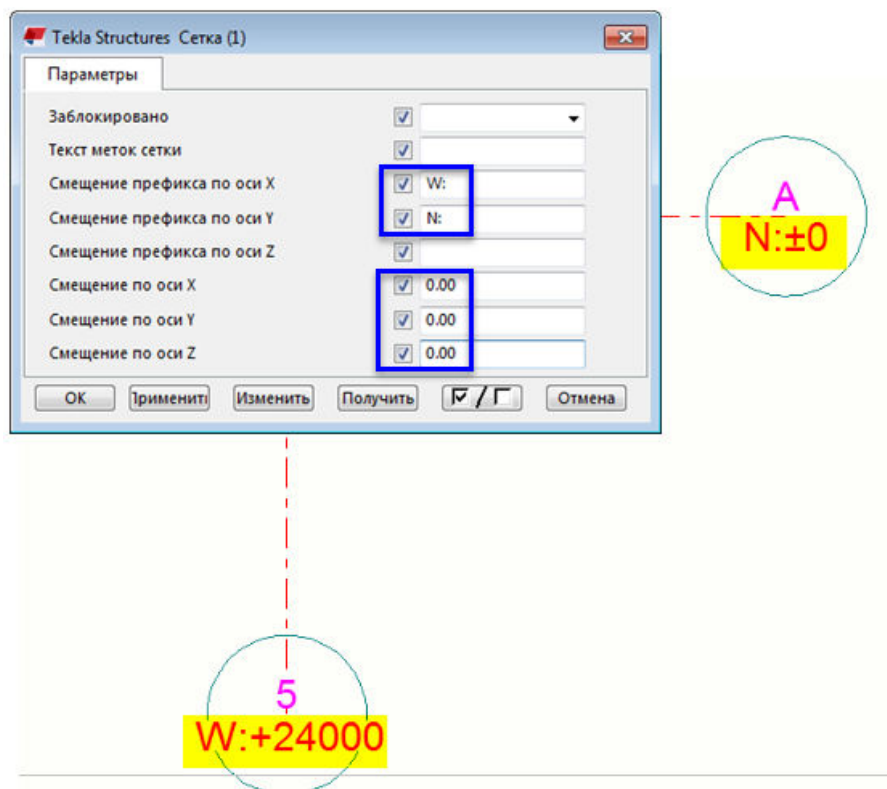 Tekla Structures Сетка (1)
Параметры
Заблокировано
Текст меток сетки
Смещение префикса по оси X W:
Смещение префикса по оси Y N:
Смещение префикса по оси Z
Смещение по оси X 0.00
Смещение по оси Y 0.00
Смещение по оси Z 0.00
OK Применить Изменить Получить / Отмена
A
N:±0
5
W:+24000